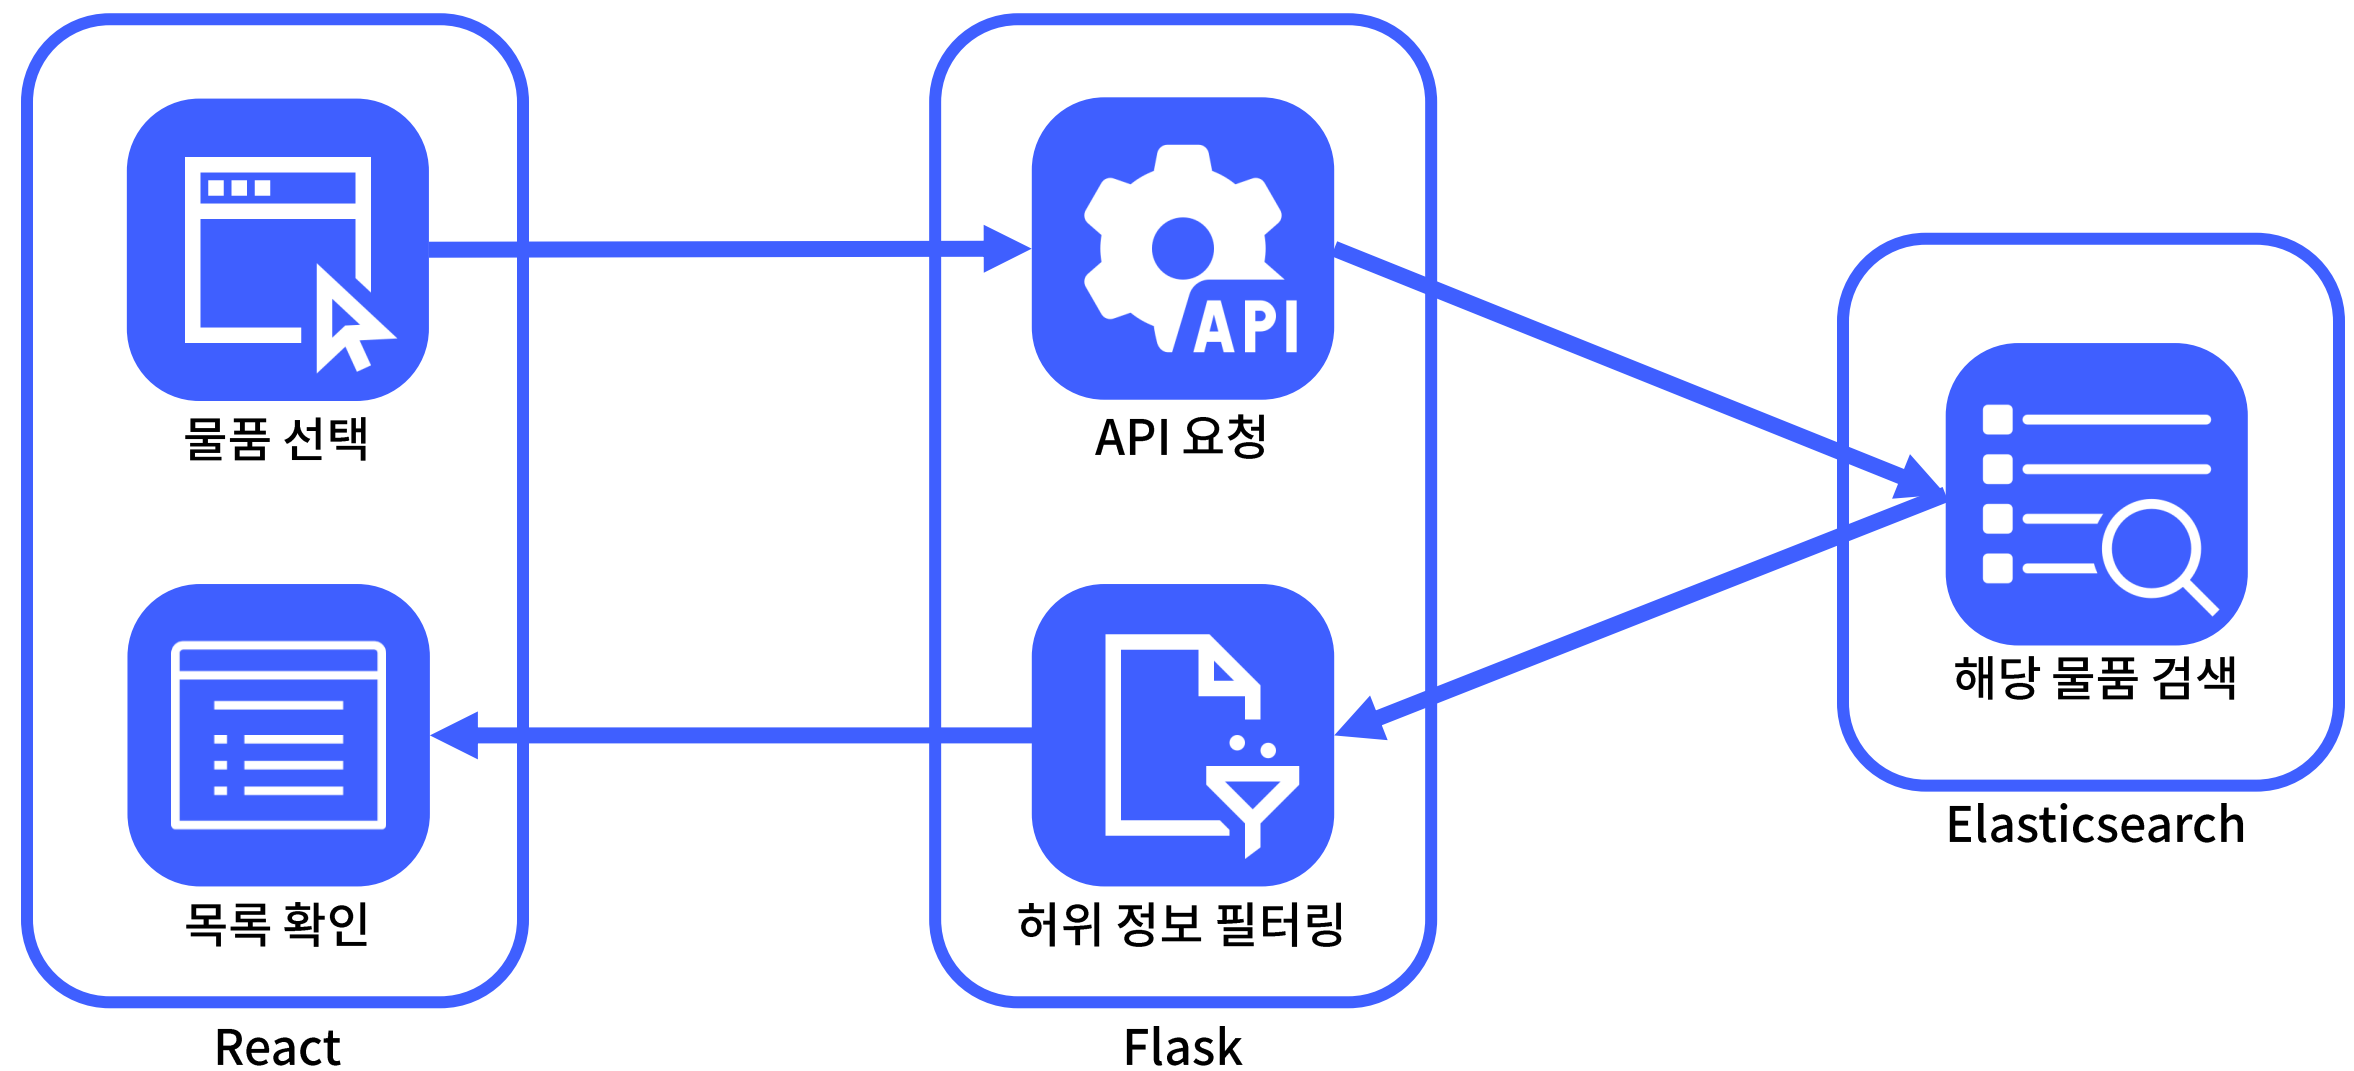 API
물품 선택
API 요청
해당 물품 검색
Elasticsearch
목록 확인
허위 정보 필터링
React
Flask